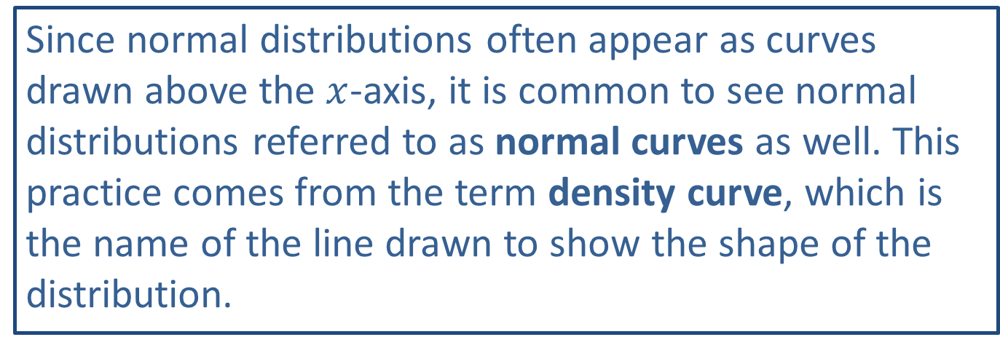 Since normal distributions often appear as curves
drawn above the x-axis, it is common to see normal
distributions referred to as normal curves as well. This
practice comes from the term density curve, which is
the name of the line drawn to show the shape of the
distribution.